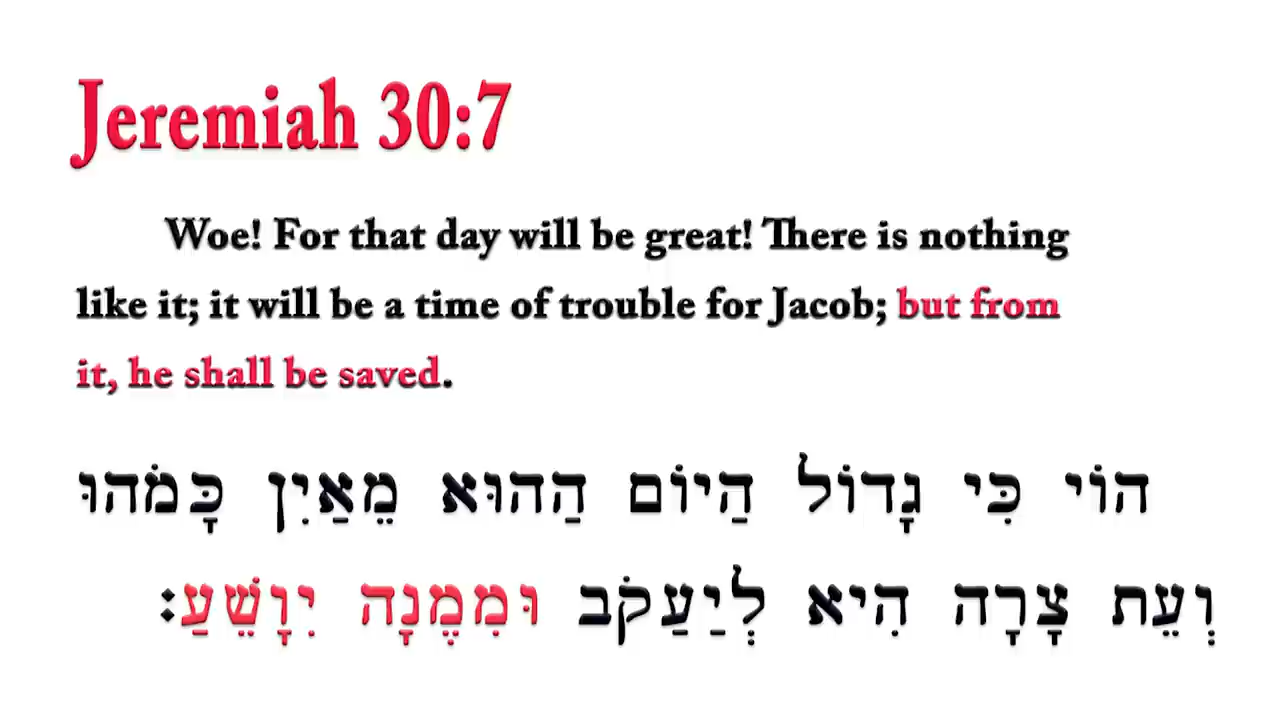 Jeremiah 30:7
Woe! For that day will be great! There is nothing
like it; it will be a time of trouble for Jacob; but from
it, he shall be saved.
הוֹי כִּי גָדוֹל הַיּוֹם הַהוּא מֵאַיִן כָּמֹהוּ
וְעֵת צָרָה הִיא לְיַעֲקֹב וּמִמֶּנָּה יִוָּשֵׁעַ׃